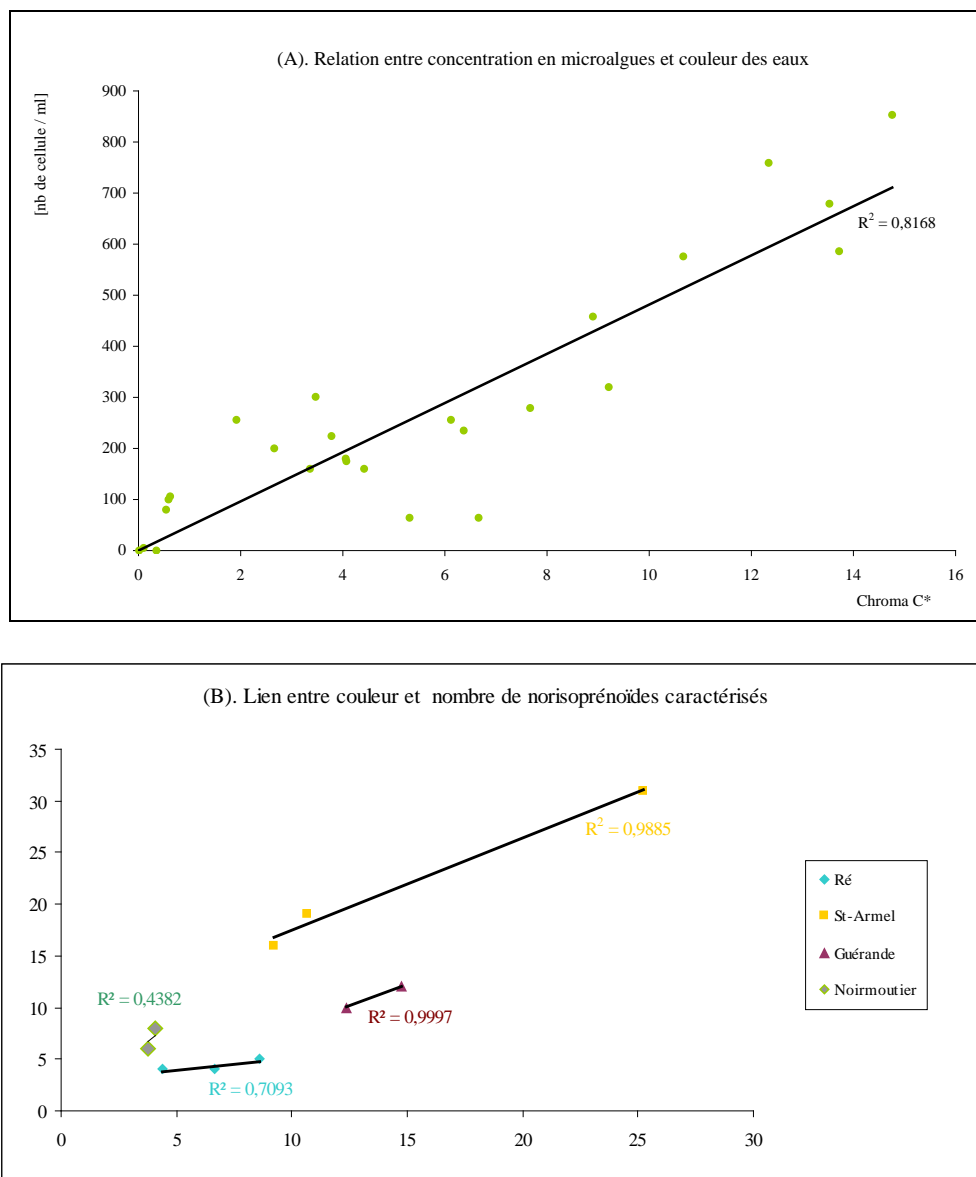 (A). Relation entre concentration en microalgues et couleur des eaux
[nb de cellule / ml]
900
800
700
600
500
400
300
200
100
0
R² = 0,8168
0 2 4 6 8 10 12 14 16
Chroma C*
(B). Lien entre couleur et nombre de norisoprénoïdes caractérisés
35
30
25
20
15
10
5
0
R² = 0,9885
R² = 0,4382
R² = 0,9997
R² = 0,7093
Ré
St-Armel
Guérande
Noirmoutier
0 5 10 15 20 25 30